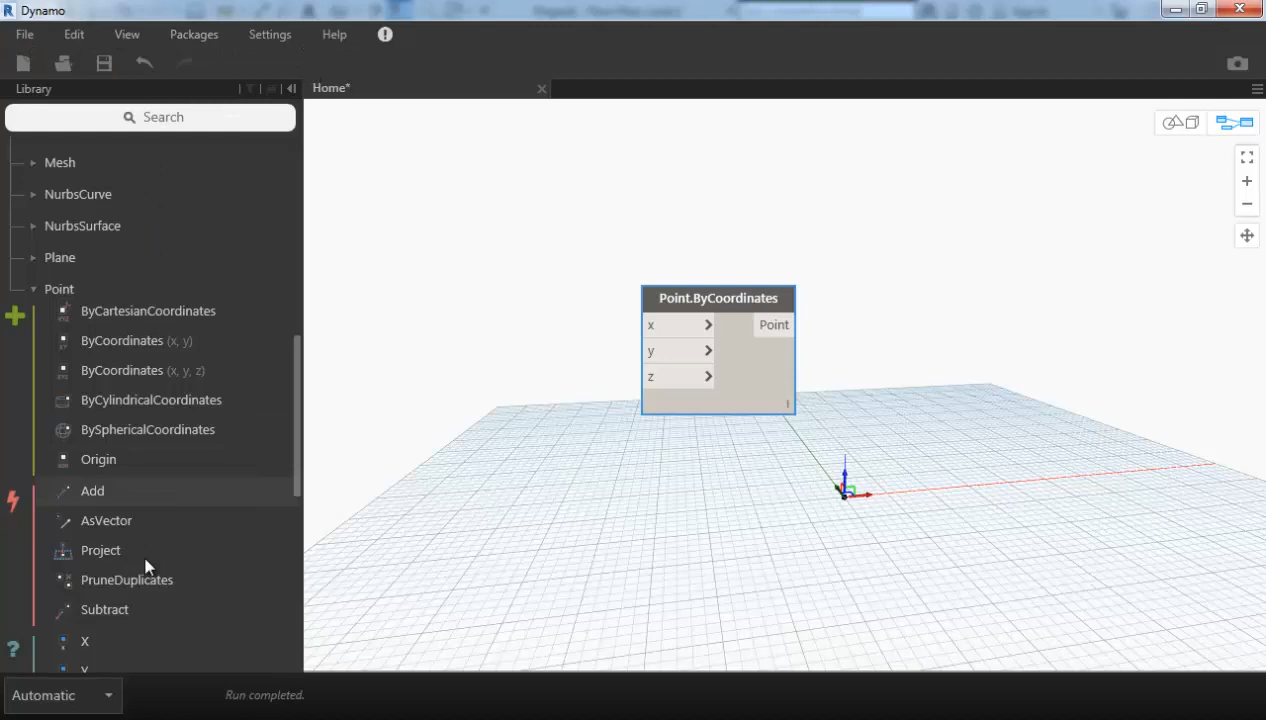 Dynamo
File Edit View Packages Settings Help
Library
Home*
Search
Mesh
NurbsCurve
NurbsSurface
Plane
Point
ByCartesianCoordinates
ByCoordinates (x, y)
ByCoordinates (x, y, z)
ByCylindricalCoordinates
BySphericalCoordinates
Origin
Add
AsVector
Project
PruneDuplicates
Subtract
X
Y
Point.ByCoordinates
x Point
y
z
Automatic
Run completed.